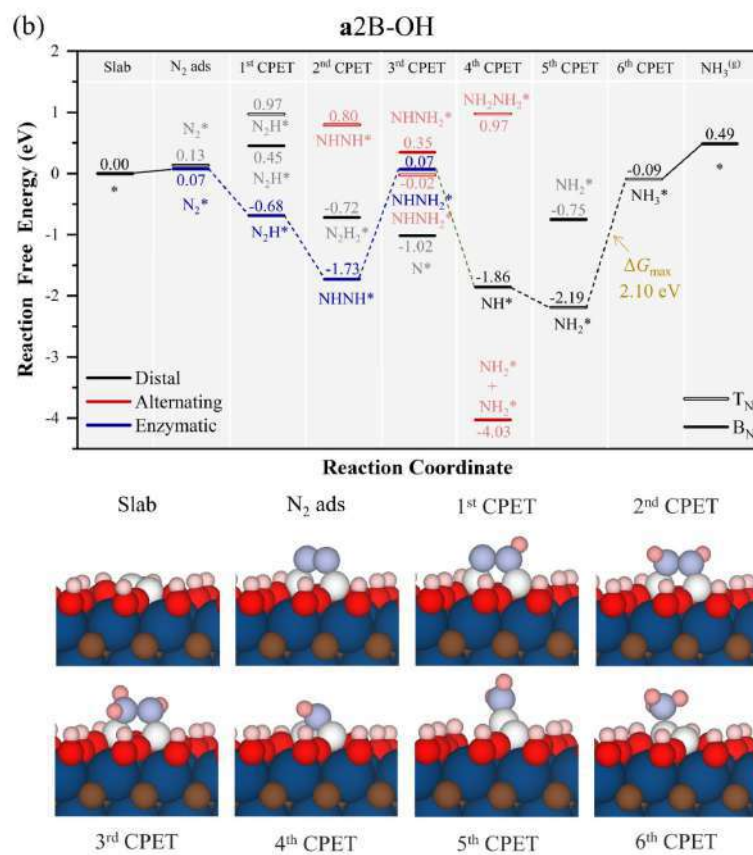 (b)
a2B-OH
Slab N₂ ads 1ˢᵗ CPET 2ⁿᵈ CPET 3ʳᵈ CPET 4ᵗʰ CPET 5ᵗʰ CPET 6ᵗʰ CPET NH₃⁽ᵍ⁾
Reaction Free Energy (eV)
2
1
0
-1
-2
-3
-4
0.00
*
N₂*
0.13
0.07
N₂*
0.97
N₂H*
0.45
N₂H*
-0.68
N₂H*
0.80
NHNH*
-0.72
N₂H₂*
-1.73
NHNH*
NHNH₂*
0.35
0.07
-0.02
NHNH₂*
NHNH₂*
-1.02
N*
NH₂NH₂*
0.97
-1.86
NH*
NH₂*
+
NH₂*
-4.03
NH₂*
-0.75
-2.19
NH₂*
-0.09
NH₃*
ΔGmax
2.10 eV
0.49
*
Distal
Alternating
Enzymatic
T_N
B_N
Reaction Coordinate
Slab N₂ ads 1ˢᵗ CPET 2ⁿᵈ CPET
3ʳᵈ CPET 4ᵗʰ CPET 5ᵗʰ CPET 6ᵗʰ CPET